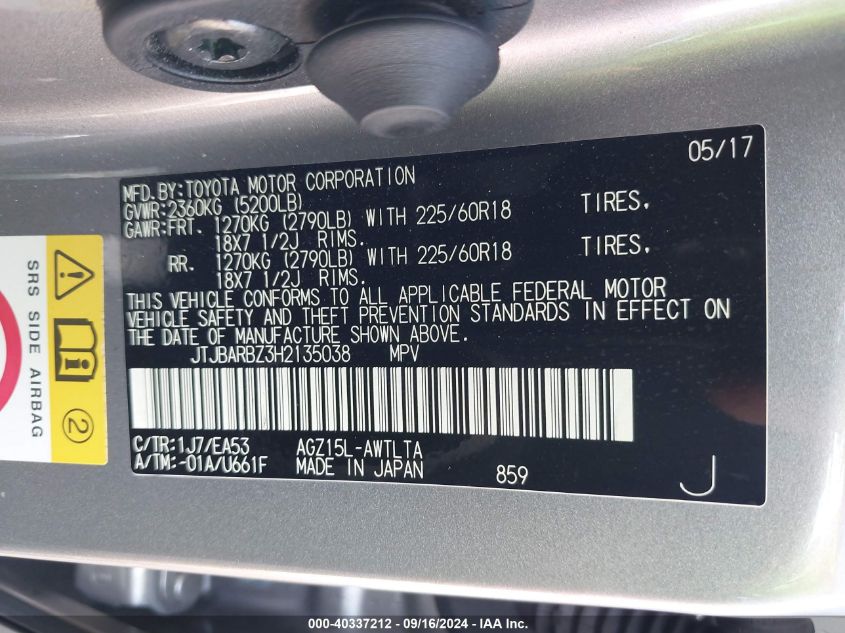 05/17
MFD.BY:TOYOTA MOTOR CORPORATION
GVWR:2360KG (5200LB)
GAWR:FRT. 1270KG (2790LB) WITH 225/60R18 TIRES,
18X7 1/2J RIMS.
RR. 1270KG (2790LB) WITH 225/60R18 TIRES,
18X7 1/2J RIMS.
THIS VEHICLE CONFORMS TO ALL APPLICABLE FEDERAL MOTOR
VEHICLE SAFETY AND THEFT PREVENTION STANDARDS IN EFFECT ON
THE DATE OF MANUFACTURE SHOWN ABOVE.
JTJBARBZ3H2135038 MPV
C/TR:1J7/EA53 AGZ15L-AWTLTA
A/TM:-01A/U661F MADE IN JAPAN 859 J
SRS SIDE AIRBAG
2
000-40337212 - 09/16/2024 - IAA Inc.